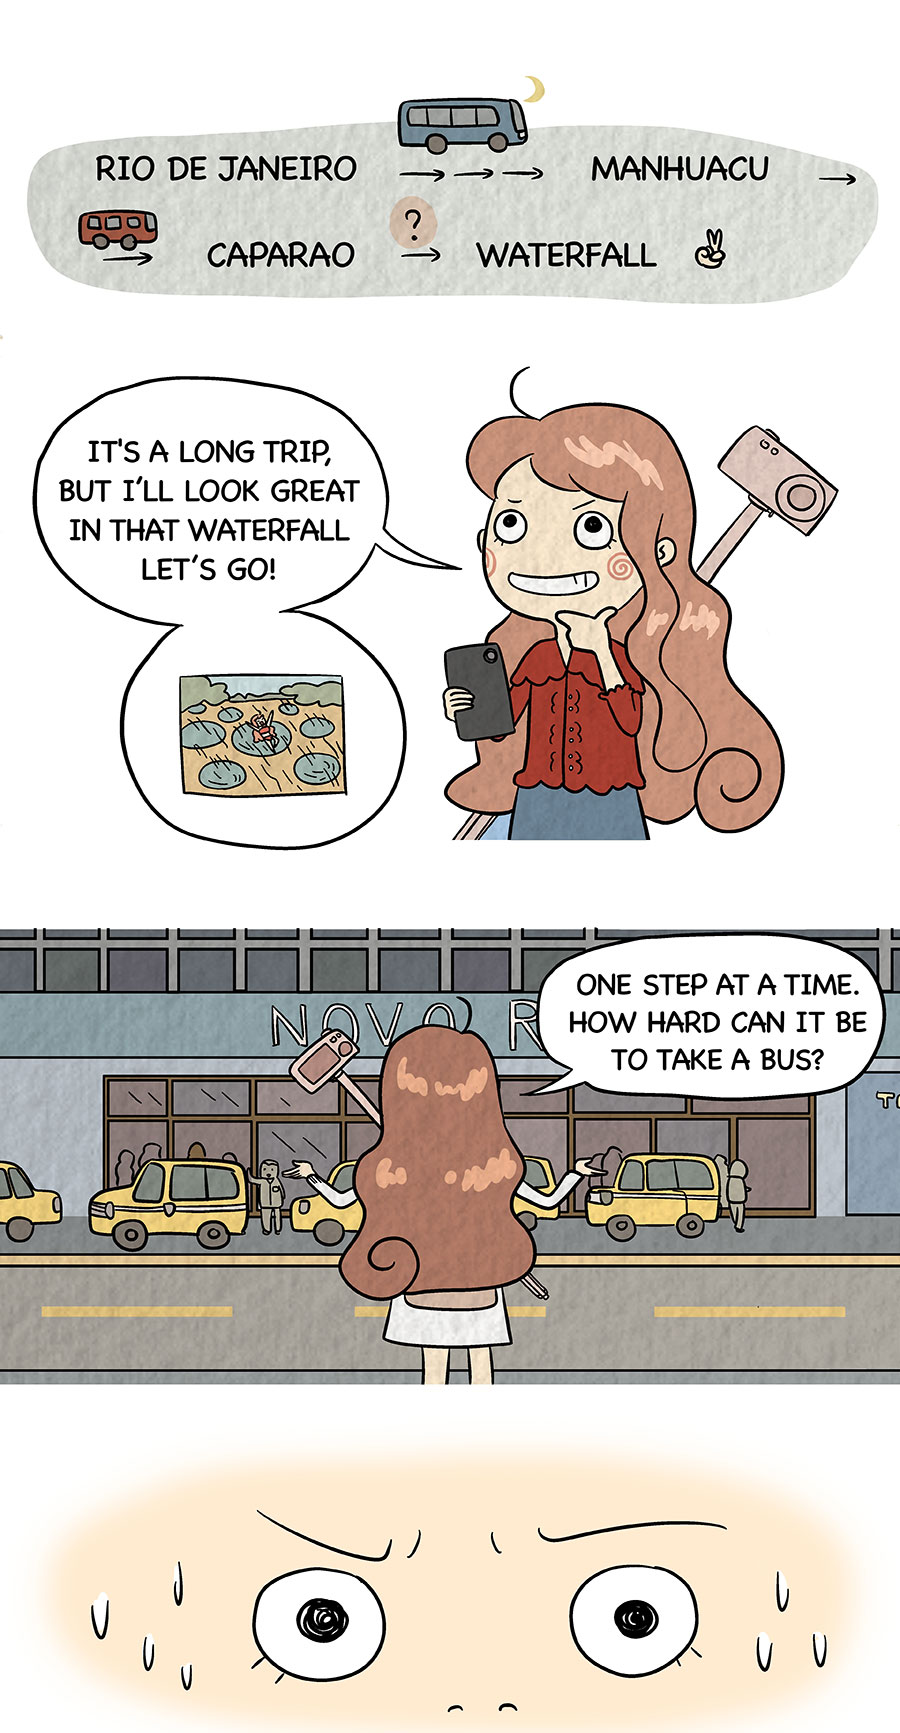 RIO DE JANEIRO → → → MANHUACU →
→ CAPARAO ? → WATERFALL
IT'S A LONG TRIP,
BUT I'LL LOOK GREAT
IN THAT WATERFALL
LET'S GO!
NOVO R
ONE STEP AT A TIME.
HOW HARD CAN IT BE
TO TAKE A BUS?